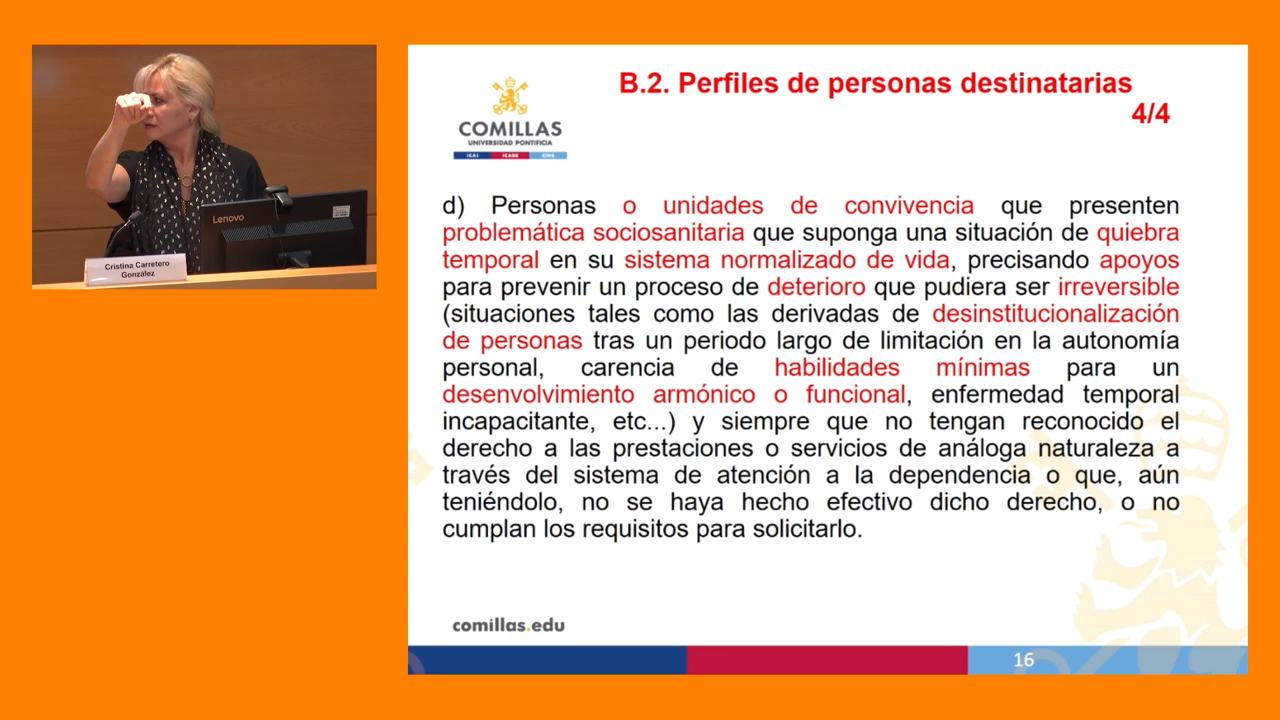 Lenovo
Cristina Carretero
González
COMILLAS
UNIVERSIDAD PONTIFICIA
ICAI ICADE CIHS
B.2. Perfiles de personas destinatarias
4/4
d) Personas o unidades de convivencia que presenten
problemática sociosanitaria que suponga una situación de quiebra
temporal en su sistema normalizado de vida, precisando apoyos
para prevenir un proceso de deterioro que pudiera ser irreversible
(situaciones tales como las derivadas de desinstitucionalización
de personas tras un periodo largo de limitación en la autonomía
personal, carencia de habilidades mínimas para un
desenvolvimiento armónico o funcional, enfermedad temporal
incapacitante, etc...) y siempre que no tengan reconocido el
derecho a las prestaciones o servicios de análoga naturaleza a
través del sistema de atención a la dependencia o que, aún
teniéndolo, no se haya hecho efectivo dicho derecho, o no
cumplan los requisitos para solicitarlo.
comillas.edu
16